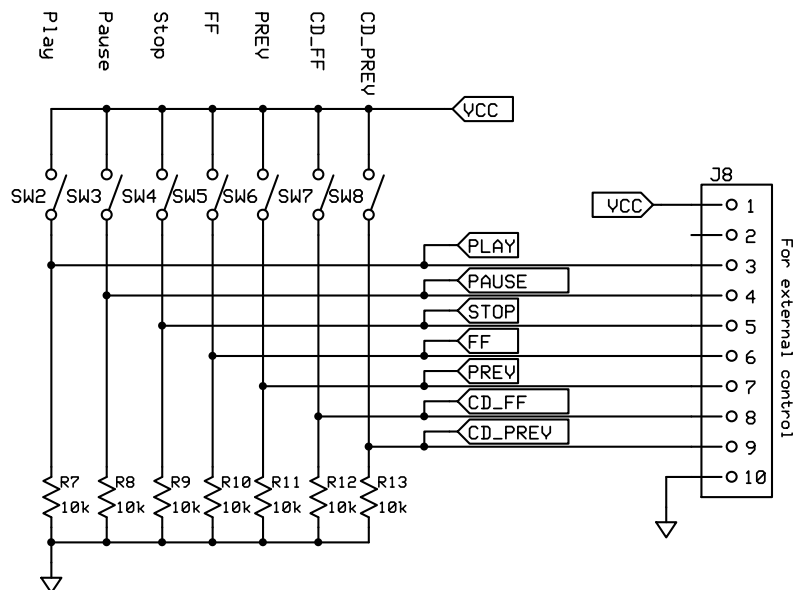 Play
Pause
Stop
FF
PREV
CD_FF
CD_PREV
VCC
SW2
SW3
SW4
SW5
SW6
SW7
SW8
J8
VCC
1
2
3
4
5
6
7
8
9
10
For external control
PLAY
PAUSE
STOP
FF
PREV
CD_FF
CD_PREV
R7
10k
R8
10k
R9
10k
R10
10k
R11
10k
R12
10k
R13
10k